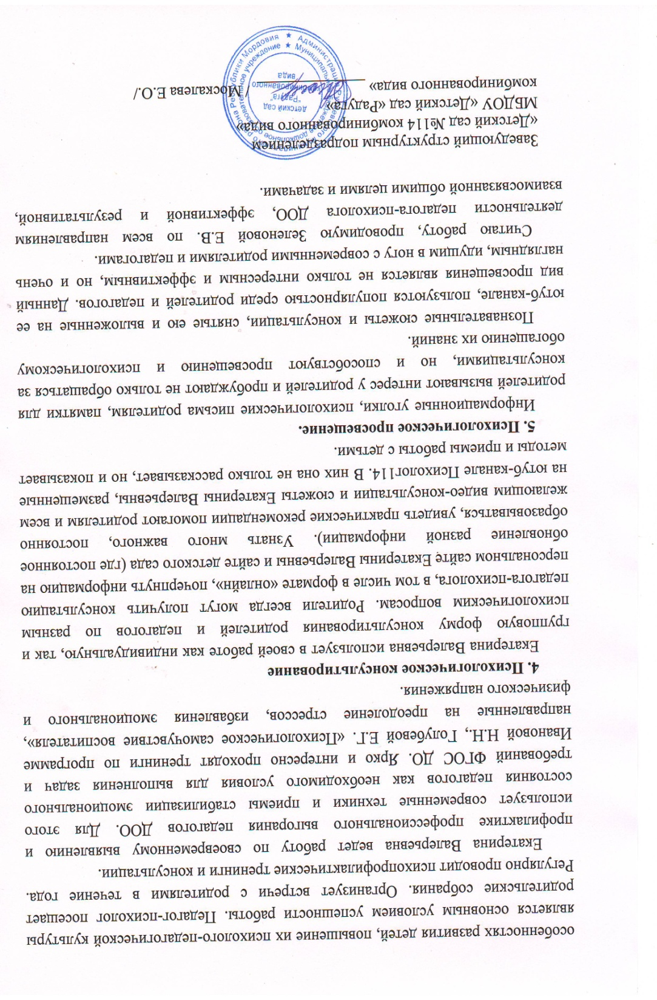 особенностях развития детей, повышение их психолого-педагогической культуры
является основным условием успешности работы. Педагог-психолог посещает
родительские собрания. Организует встречи с родителями в течение года.
Регулярно проводит психопрофилактические тренинги и консультации.
Екатерина Валерьевна ведет работу по своевременному выявлению и
профилактике профессионального выгорания педагогов ДОО. Для этого
использует современные техники и приемы стабилизации эмоционального
состояния педагогов как необходимого условия для выполнения задач и
требований ФГОС ДО. Ярко и интересно проходят тренинги по программе
Ивановой Н.Н., Голубевой Е.Г. «Психологическое самочувствие воспитателя»,
направленные на преодоление стрессов, избавления эмоционального и
физического напряжения.
4. Психологическое консультирование
Екатерина Валерьевна использует в своей работе как индивидуальную, так и
групповую форму консультирования родителей и педагогов по разным
психологическим вопросам. Родители всегда могут получить консультацию
педагога-психолога, в том числе в формате «онлайн», почерпнуть информацию на
персональном сайте Екатерины Валерьевны и сайте детского сада (где постоянное
обновление разной информации). Узнать много важного, постоянно
образовываться, увидеть практические рекомендации помогают родителям и всем
желающим видео-консультации и сюжеты Екатерины Валерьевны, размещенные
на ютуб-канале Психолог114. В них она не только рассказывает, но и показывает
методы и приемы работы с детьми.
5. Психологическое просвещение.
Информационные уголки, психологические письма родителям, памятки для
родителей вызывают интерес у родителей и пробуждают не только обращаться за
консультациями, но и способствуют просвещению и психологическому
обогащению их знаний.
Познавательные сюжеты и консультации, снятые ею и выложенные на ее
ютуб-канале, пользуются популярностью среди родителей и педагогов. Данный
вид просвещения является не только интересным и эффективным, но и очень
наглядным, идущим в ногу с современными родителями и педагогами.
Считаю работу, проводимую Зеленовой Е.В. по всем направлениям
деятельности педагога-психолога ДОО, эффективной и результативной,
взаимосвязанной общими целями и задачами.
Заведующий структурным подразделением
«Детский сад №114 комбинированного вида»
МБДОУ «Детский сад «Радуга»
комбинированного вида» / Москалева Е.О./
детский сад
"Радуга"
комбинированного
вида